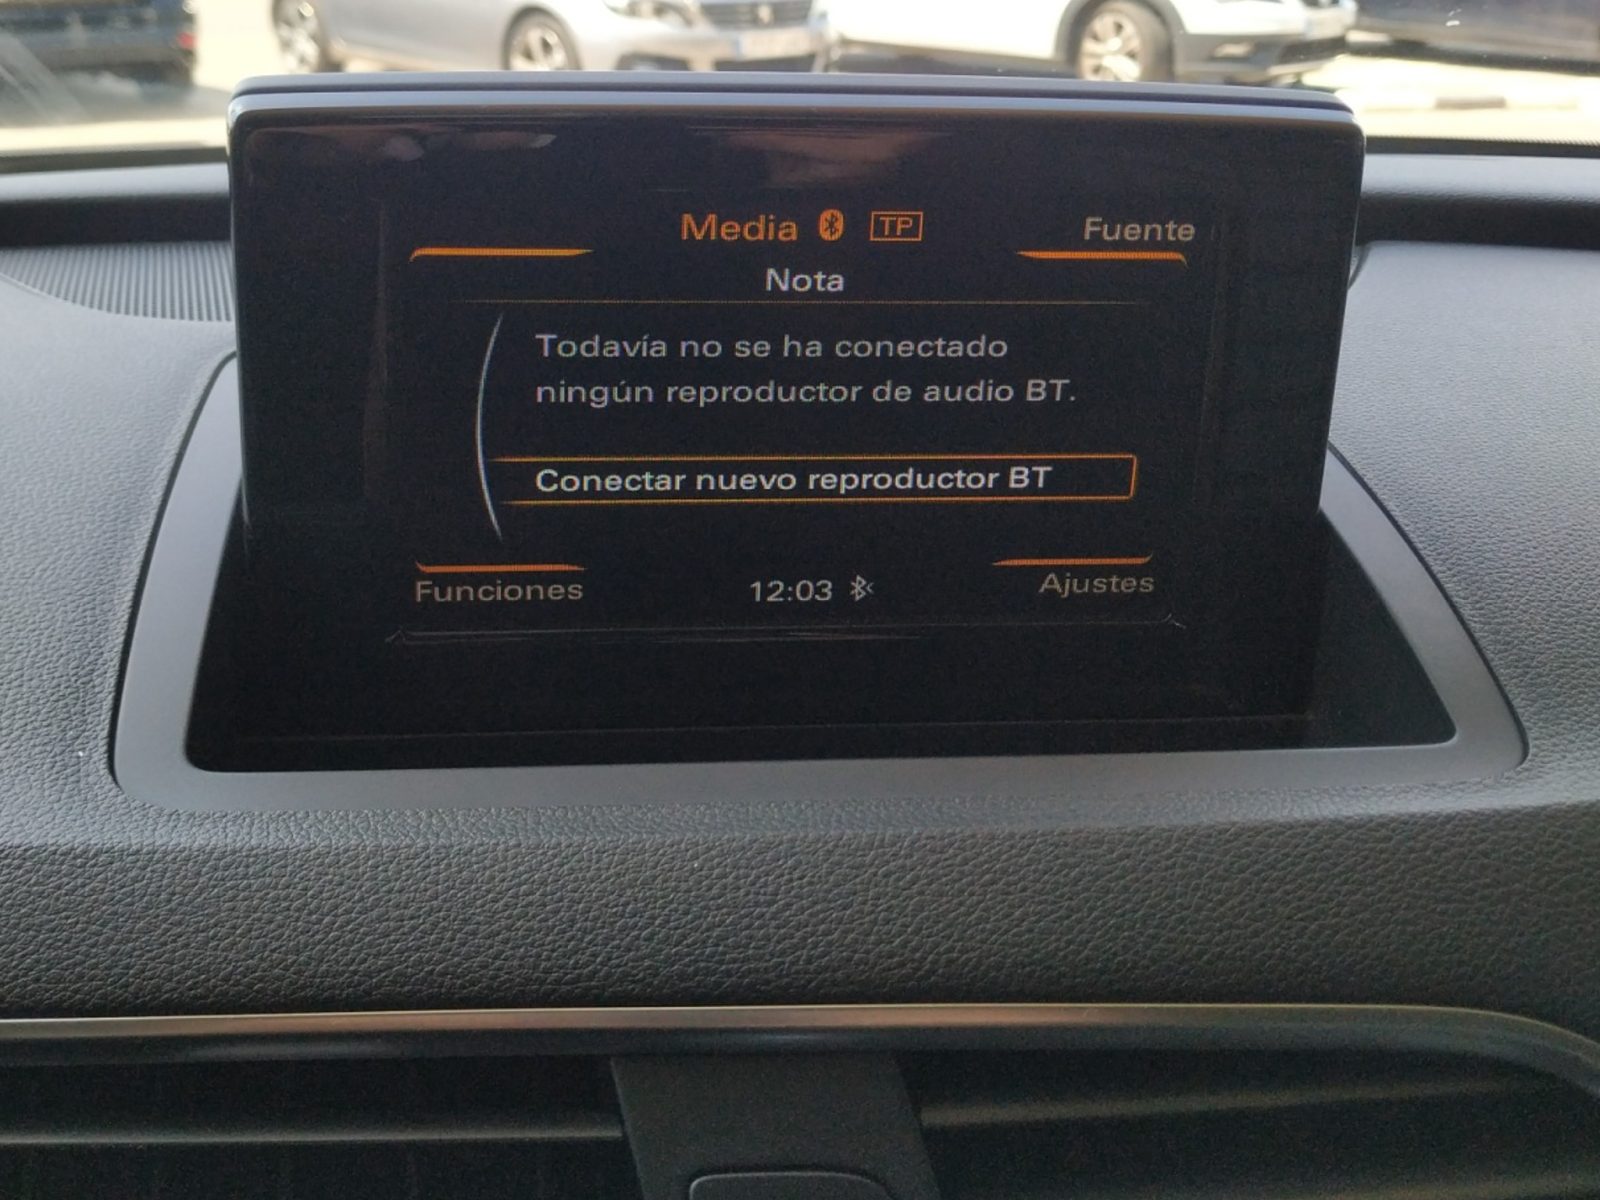 Media TP
Fuente
Nota
Todavía no se ha conectado
ningún reproductor de audio BT.
Conectar nuevo reproductor BT
Funciones
12:03
Ajustes